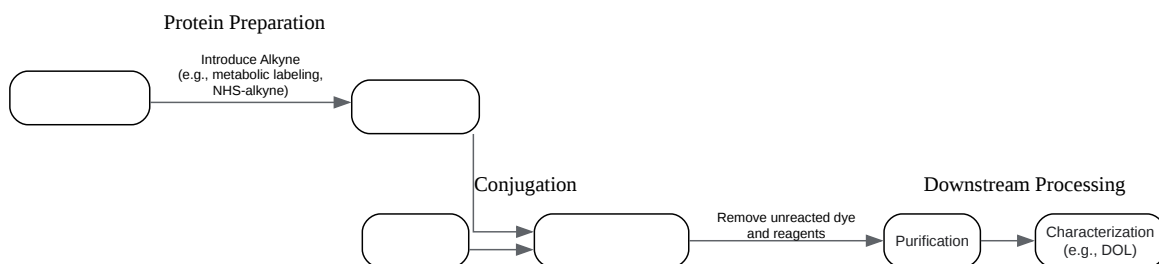 Protein Preparation
Introduce Alkyne
(e.g., metabolic labeling,
NHS-alkyne)
Conjugation
Downstream Processing
Remove unreacted dye
and reagents
Purification
Characterization
(e.g., DOL)